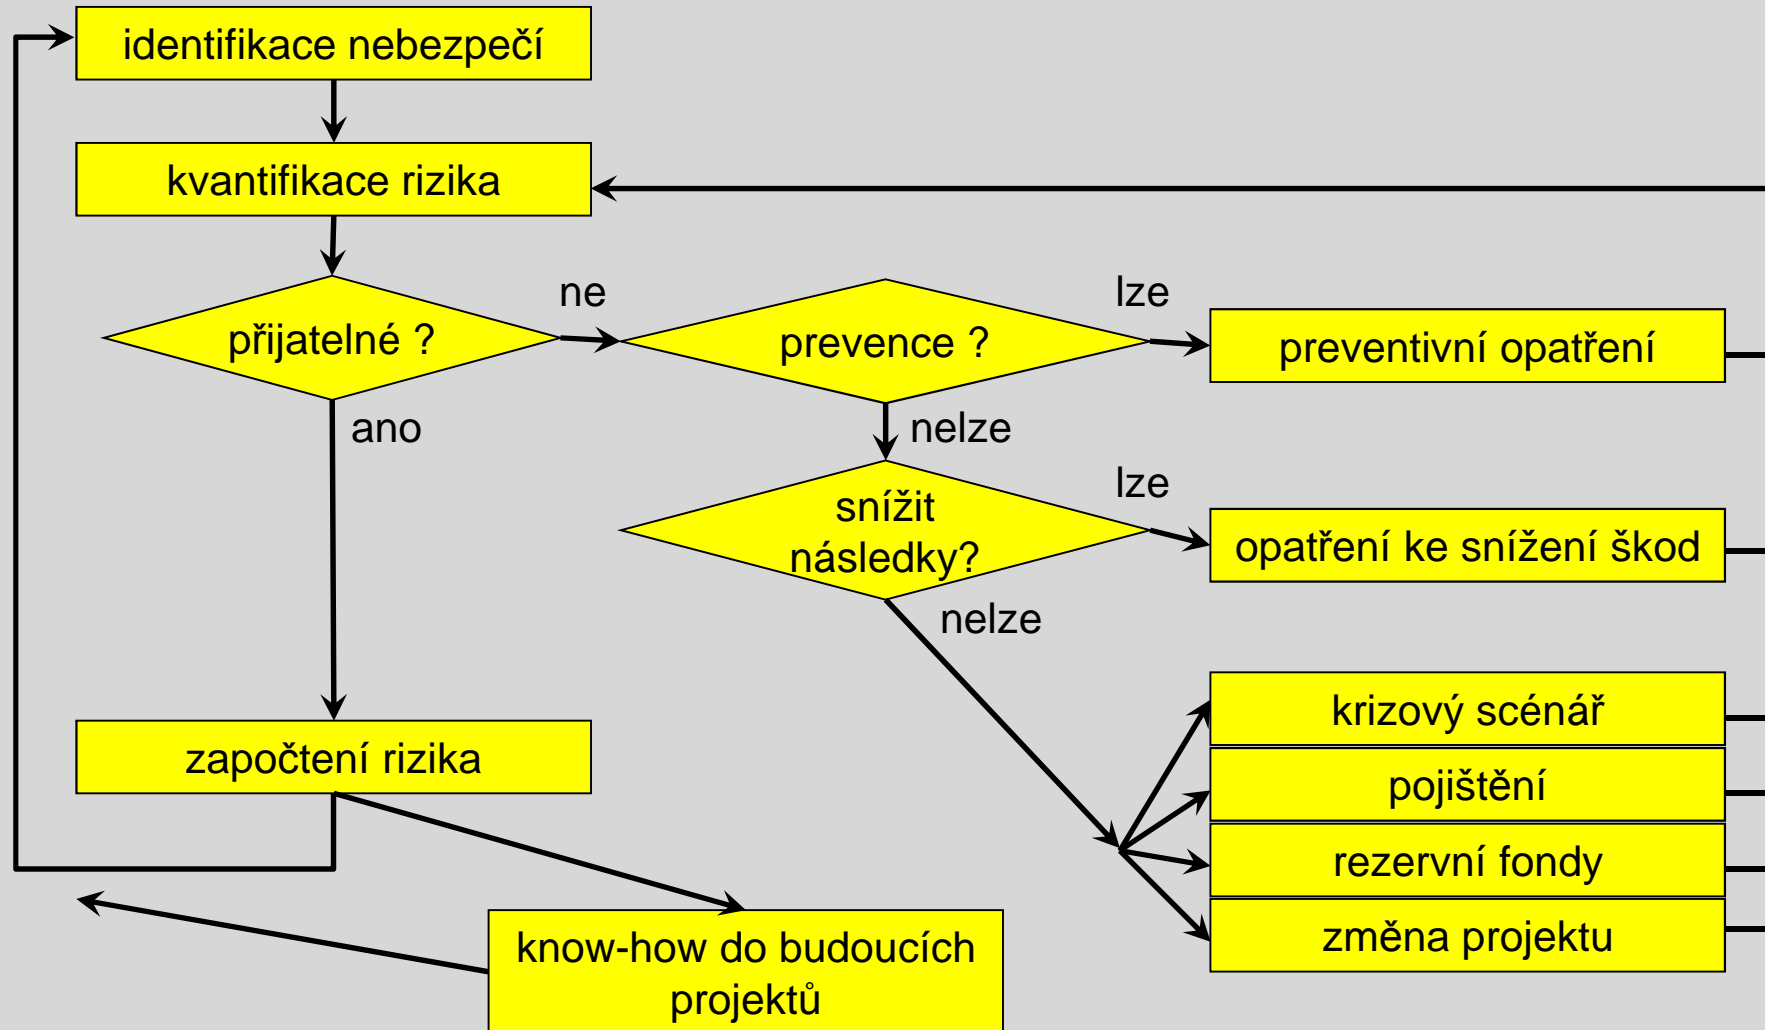 identifikace nebezpečí
kvantifikace rizika
přijatelné ?
ne
prevence ?
lze
preventivní opatření
ano
nelze
snížit
následky?
lze
opatření ke snížení škod
nelze
krizový scénář
započtení rizika
pojištění
rezervní fondy
změna projektu
know-how do budoucích
projektů